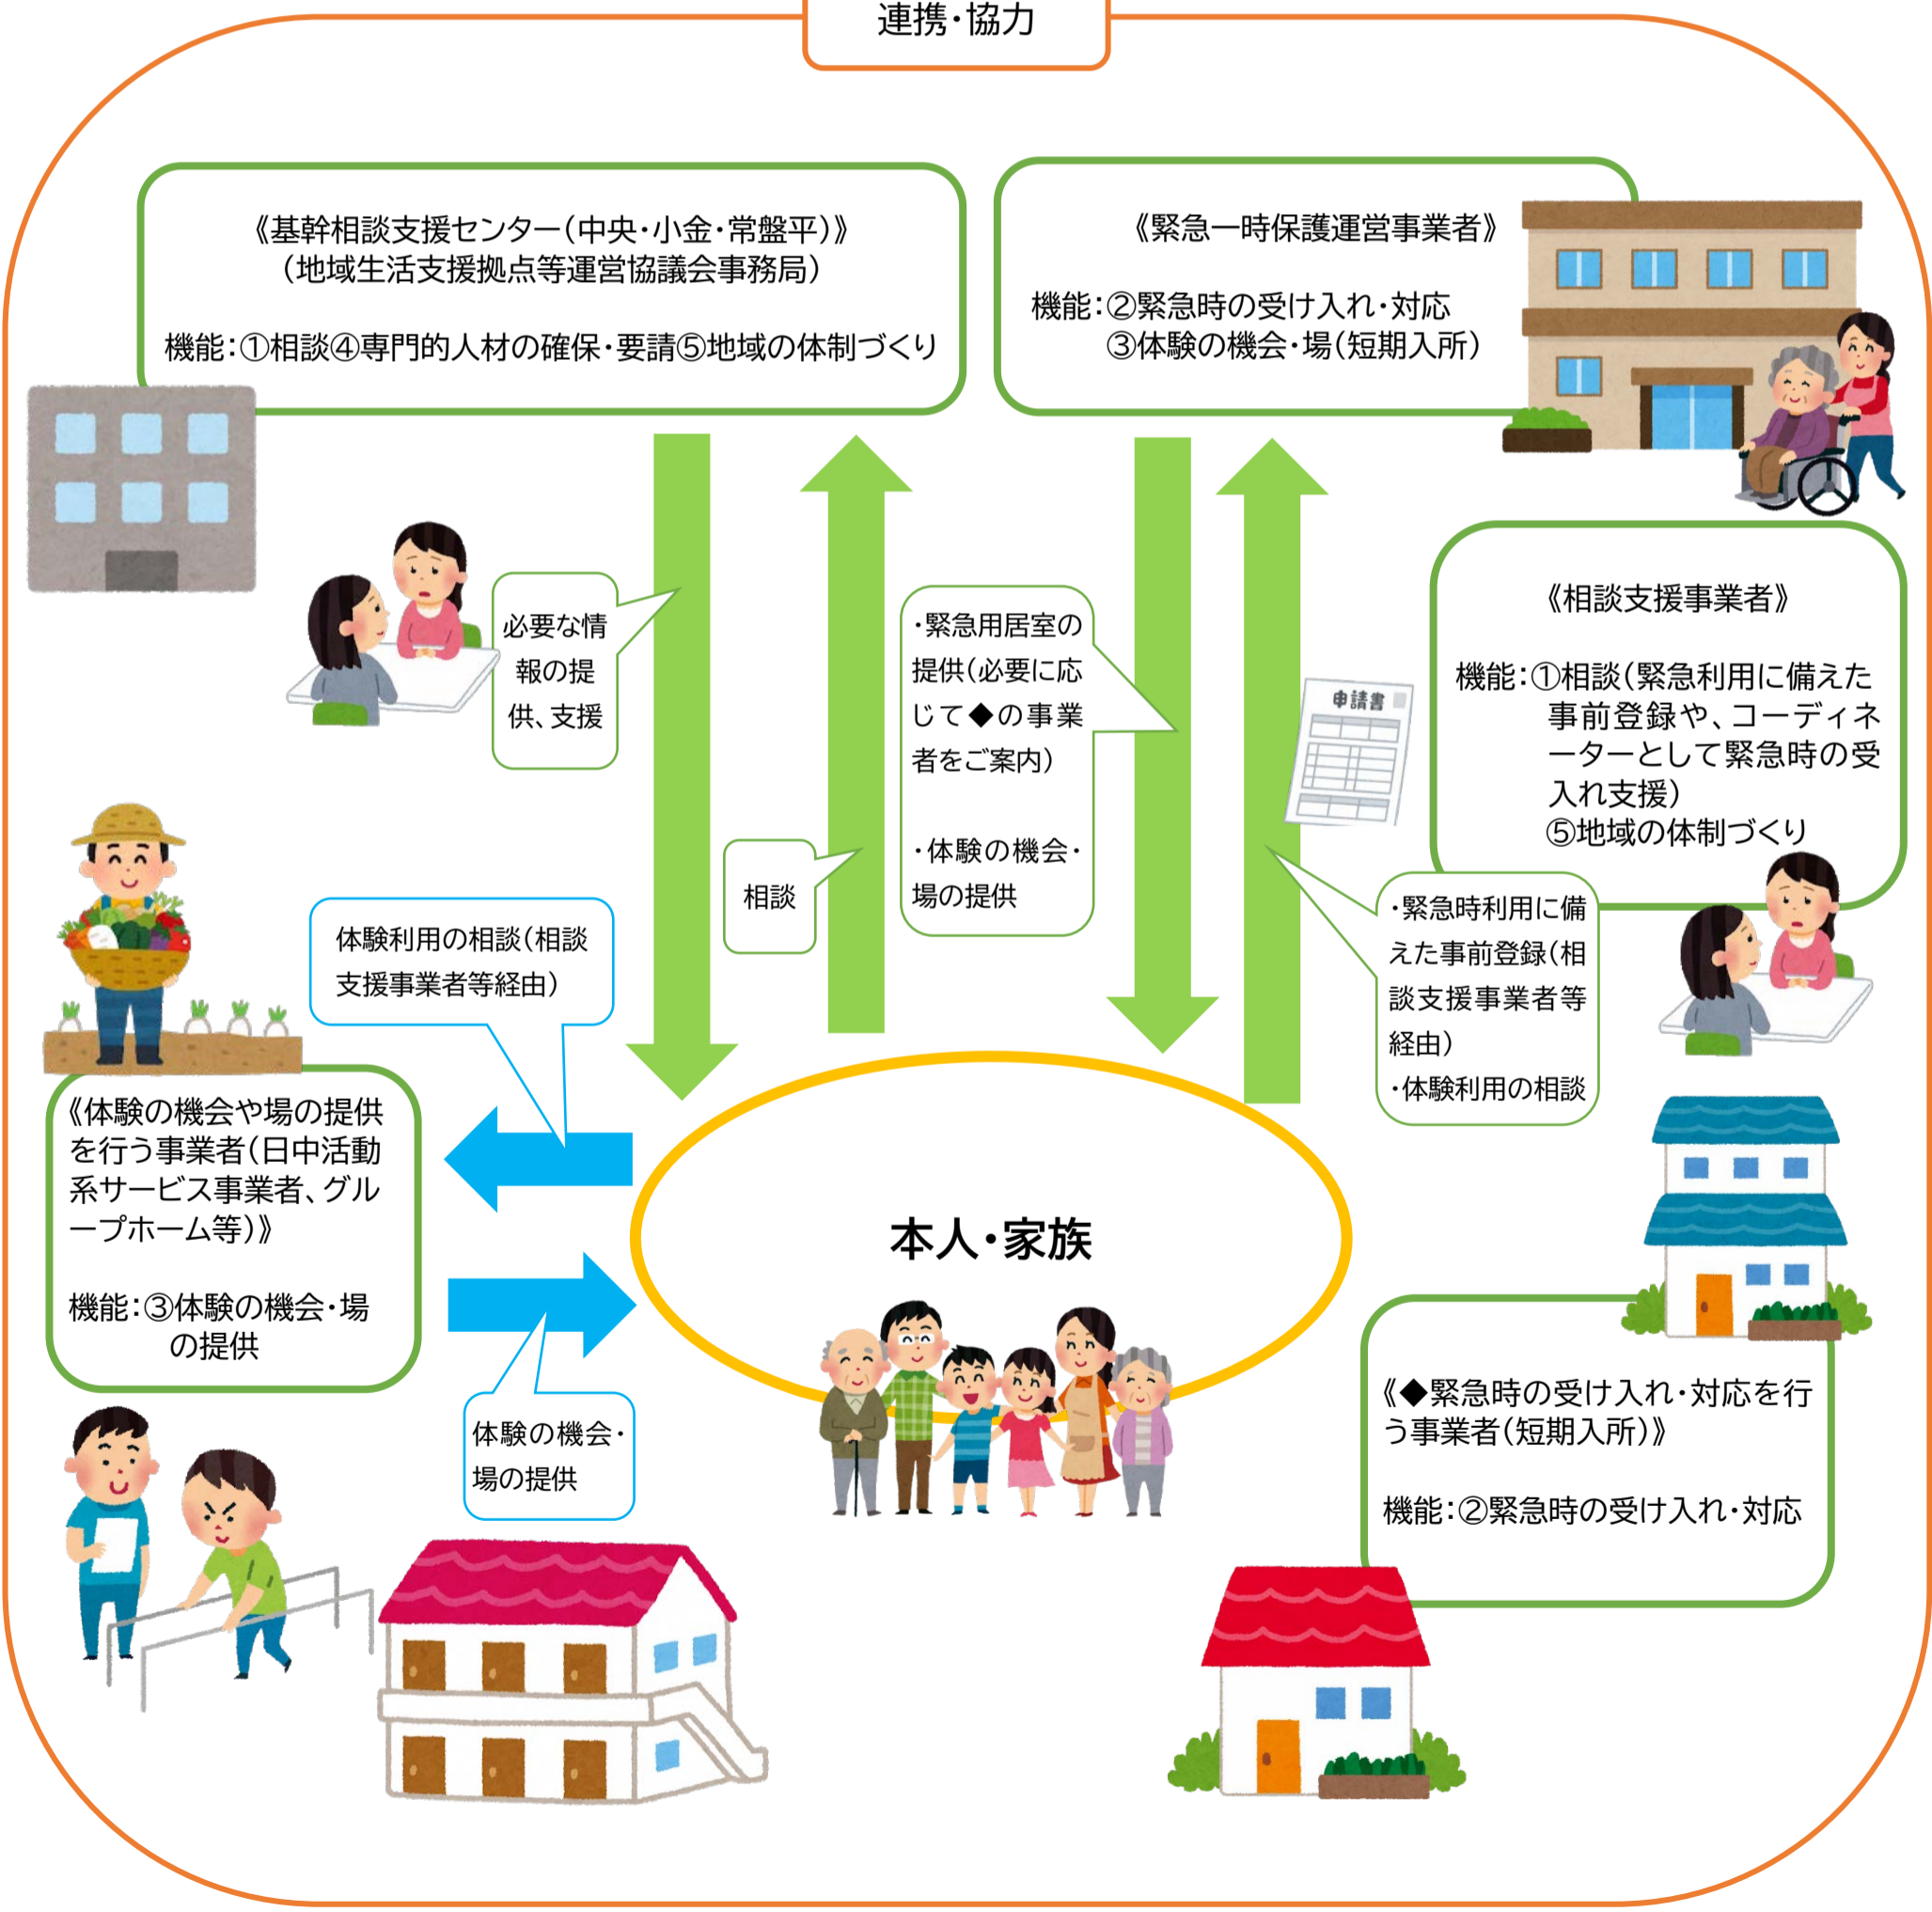 連携・協力
《基幹相談支援センター（中央・小金・常盤平）》
（地域生活支援拠点等運営協議会事務局）
機能：①相談④専門的人材の確保・要請⑤地域の体制づくり
《緊急一時保護運営事業者》
機能：②緊急時の受け入れ・対応
③体験の機会・場（短期入所）
《相談支援事業者》
機能：①相談（緊急利用に備えた
事前登録や、コーディネ
ーターとして緊急時の受
入れ支援）
⑤地域の体制づくり
必要な情
報の提
供、支援
相談
・緊急用居室の
提供（必要に応
じて◆の事業
者をご案内）
・体験の機会・
場の提供
申請書
・緊急時利用に備
えた事前登録（相
談支援事業者等
経由）
・体験利用の相談
体験利用の相談（相談
支援事業者等経由）
《体験の機会や場の提供
を行う事業者（日中活動
系サービス事業者、グル
ープホーム等）》
機能：③体験の機会・場
の提供
体験の機会・
場の提供
本人・家族
《◆緊急時の受け入れ・対応を行
う事業者（短期入所）》
機能：②緊急時の受け入れ・対応